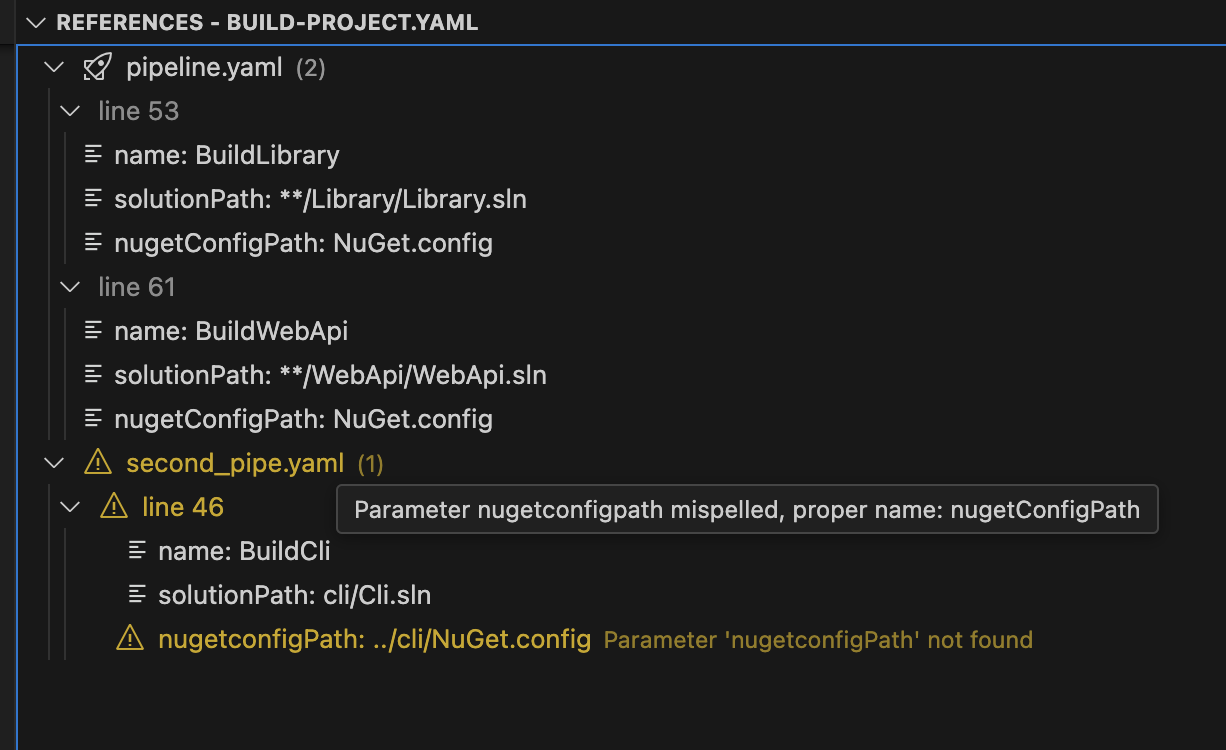 REFERENCES - BUILD-PROJECT.YAML
pipeline.yaml (2)
line 53
name: BuildLibrary
solutionPath: **/Library/Library.sln
nugetConfigPath: NuGet.config
line 61
name: BuildWebApi
solutionPath: **/WebApi/WebApi.sln
nugetConfigPath: NuGet.config
second_pipe.yaml (1)
line 46
Parameter nugetconfigpath mispelled, proper name: nugetConfigPath
name: BuildCli
solutionPath: cli/Cli.sln
nugetconfigPath: ../cli/NuGet.config Parameter 'nugetconfigPath' not found